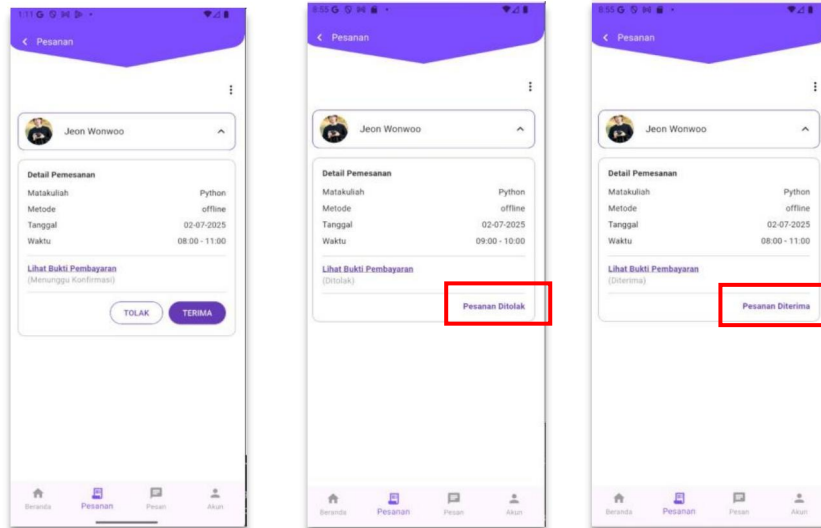 1:11 G
Pesanan
Jeon Wonwoo
Detail Pemesanan
Matakuliah Python
Metode offline
Tanggal 02-07-2025
Waktu 08:00 - 11:00
Lihat Bukti Pembayaran
(Menunggu Konfirmasi)
TOLAK TERIMA
Beranda Pesanan Pesan Akun
8:55 G
Pesanan
Jeon Wonwoo
Detail Pemesanan
Matakuliah Python
Metode offline
Tanggal 02-07-2025
Waktu 09:00 - 10:00
Lihat Bukti Pembayaran
(Ditolak)
Pesanan Ditolak
Beranda Pesanan Pesan Akun
8:55 G
Pesanan
Jeon Wonwoo
Detail Pemesanan
Matakuliah Python
Metode offline
Tanggal 02-07-2025
Waktu 08:00 - 11:00
Lihat Bukti Pembayaran
(Diterima)
Pesanan Diterima
Beranda Pesanan Pesan Akun